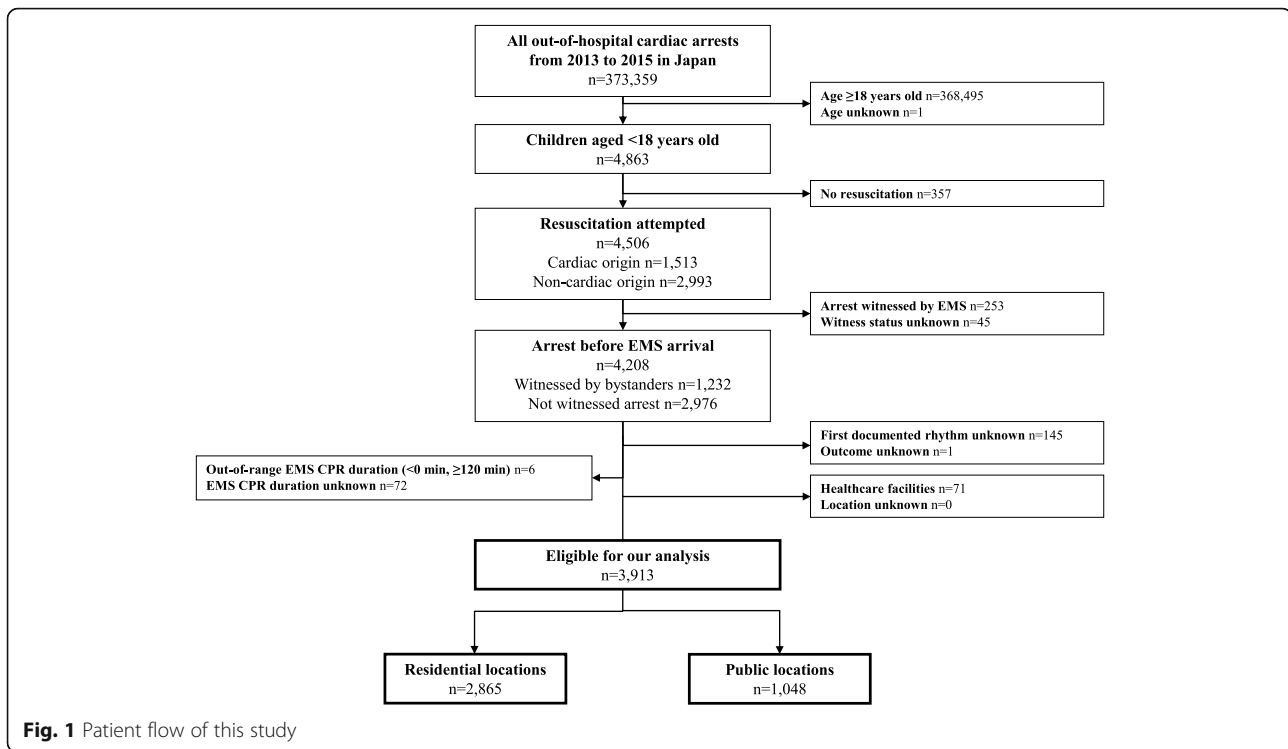 All out-of-hospital cardiac arrests
from 2013 to 2015 in Japan
n=373,359
Age ≥18 years old n=368,495
Age unknown n=1
Children aged <18 years old
n=4,863
No resuscitation n=357
Resuscitation attempted
n=4,506
Cardiac origin n=1,513
Non-cardiac origin n=2,993
Arrest witnessed by EMS n=253
Witness status unknown n=45
Arrest before EMS arrival
n=4,208
Witnessed by bystanders n=1,232
Not witnessed arrest n=2,976
First documented rhythm unknown n=145
Outcome unknown n=1
Out-of-range EMS CPR duration (<0 min, ≥120 min) n=6
EMS CPR duration unknown n=72
Healthcare facilities n=71
Location unknown n=0
Eligible for our analysis
n=3,913
Residential locations
n=2,865
Public locations
n=1,048
Fig. 1 Patient flow of this study